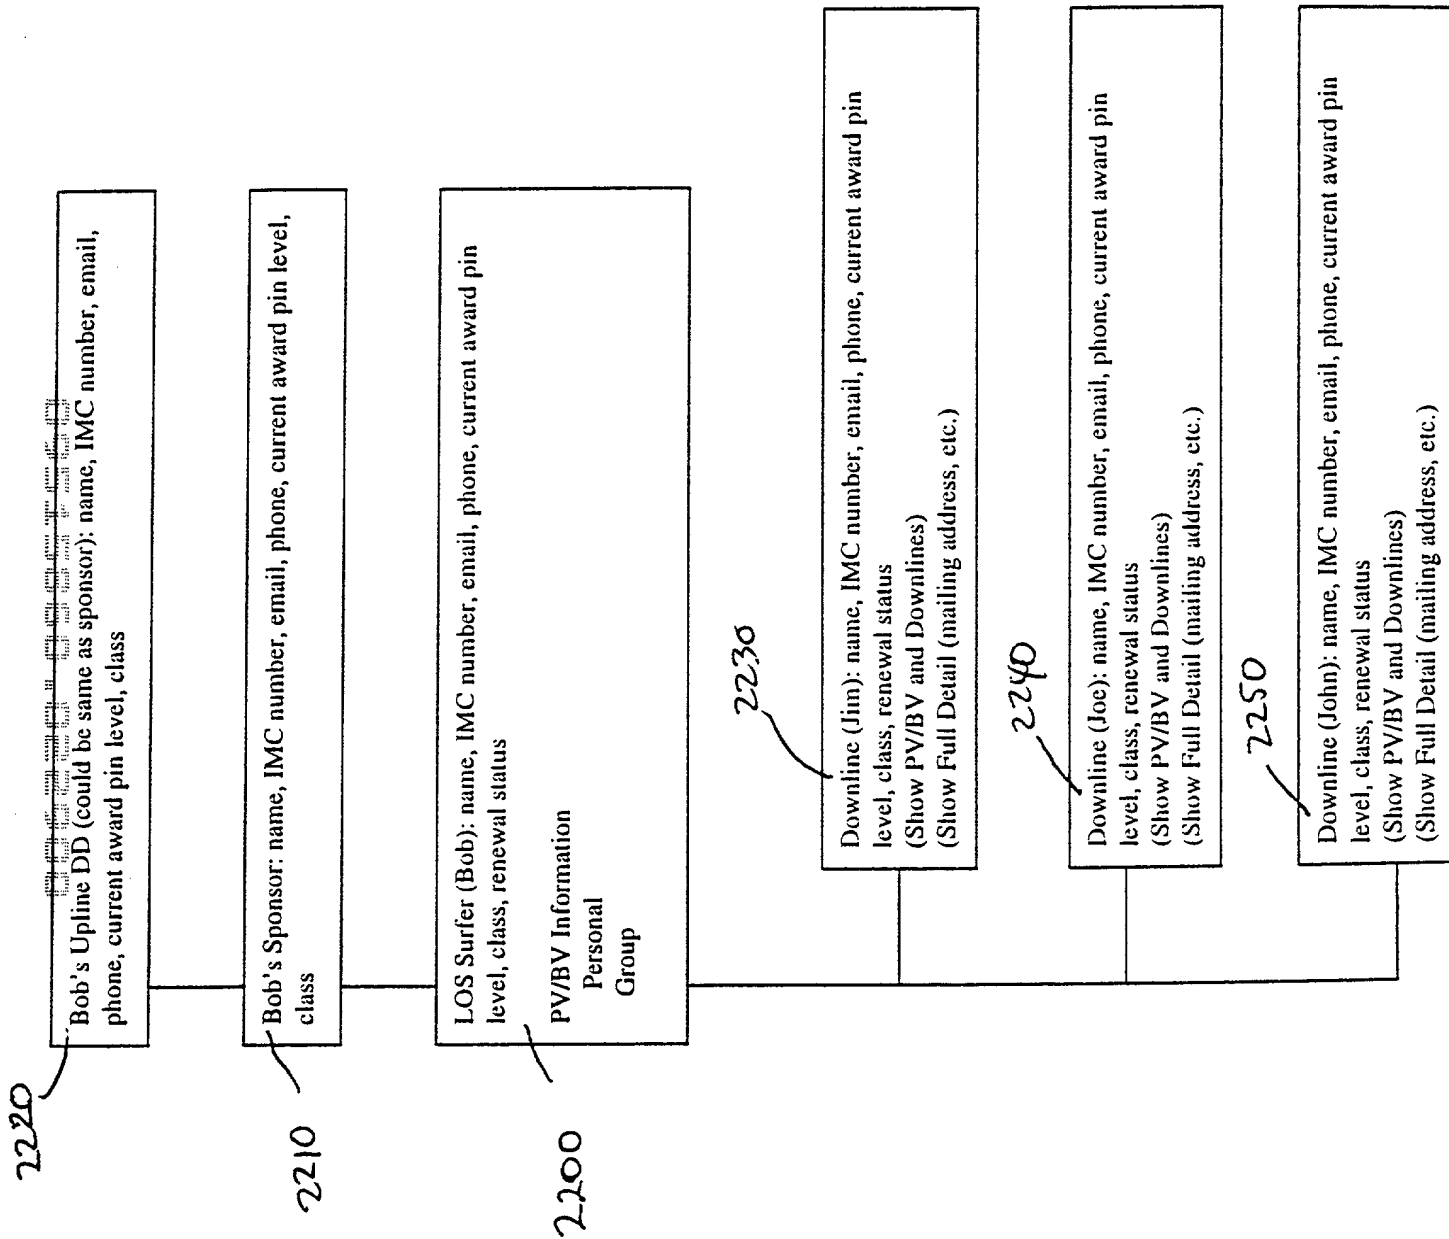 2220
Bob's Upline DD (could be same as sponsor): name, IMC number, email,
phone, current award pin level, class
2210
Bob's Sponsor: name, IMC number, email, phone, current award pin level,
class
2200
LOS Surfer (Bob): name, IMC number, email, phone, current award pin
level, class, renewal status
PV/BV Information
Personal
Group
2230
Downline (Jim): name, IMC number, email, phone, current award pin
level, class, renewal status
(Show PV/BV and Downlines)
(Show Full Detail (mailing address, etc.)
2240
Downline (Joe): name, IMC number, email, phone, current award pin
level, class, renewal status
(Show PV/BV and Downlines)
(Show Full Detail (mailing address, etc.)
2250
Downline (John): name, IMC number, email, phone, current award pin
level, class, renewal status
(Show PV/BV and Downlines)
(Show Full Detail (mailing address, etc.)